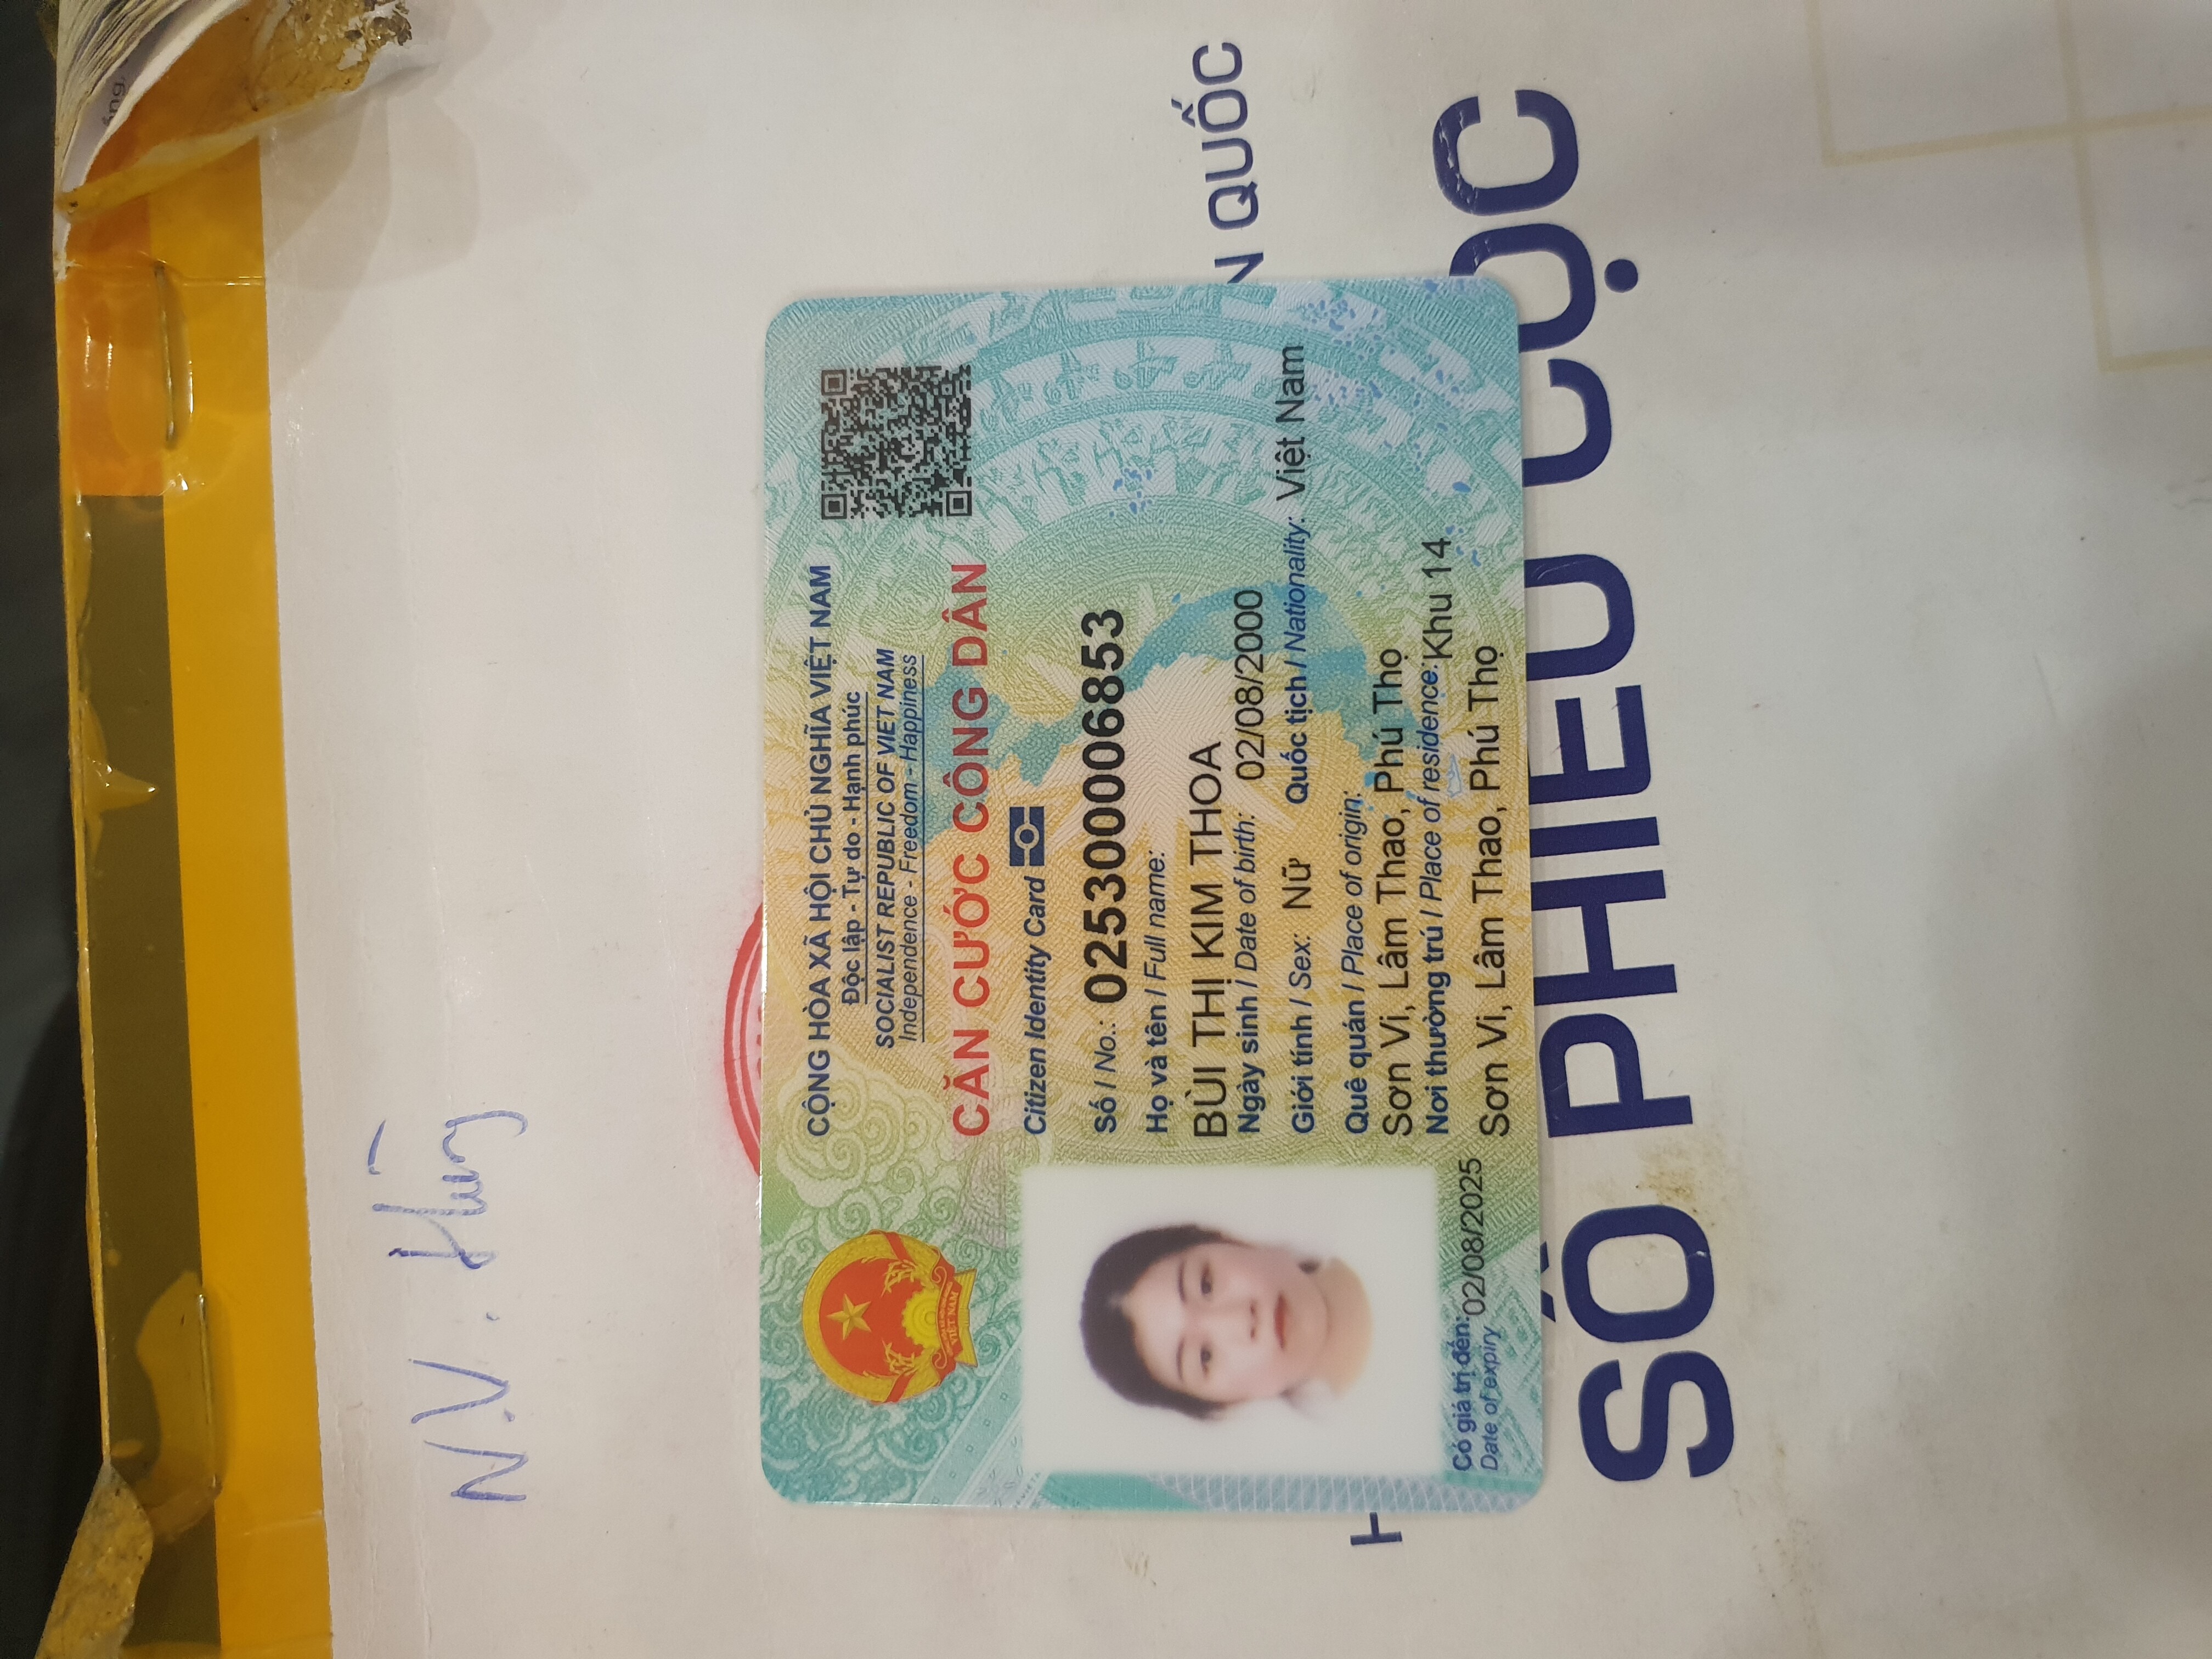 N.V. Hùng
CỘNG HÒA XÃ HỘI CHỦ NGHĨA VIỆT NAM
Độc lập - Tự do - Hạnh phúc
SOCIALIST REPUBLIC OF VIET NAM
Independence - Freedom - Happiness
CĂN CƯỚC CÔNG DÂN
Citizen Identity Card
Số / No.: 025300006853
Họ và tên / Full name:
BÙI THỊ KIM THOA
Ngày sinh / Date of birth: 02/08/2000
Giới tính / Sex: Nữ Quốc tịch / Nationality: Việt Nam
Quê quán / Place of origin:
Sơn Vi, Lâm Thao, Phú Thọ
Nơi thường trú / Place of residence: Khu 14
Sơn Vi, Lâm Thao, Phú Thọ
Có giá trị đến: 02/08/2025
Date of expiry
VIỆT NAM
QUỐC
SỔ PHIẾU CỌC